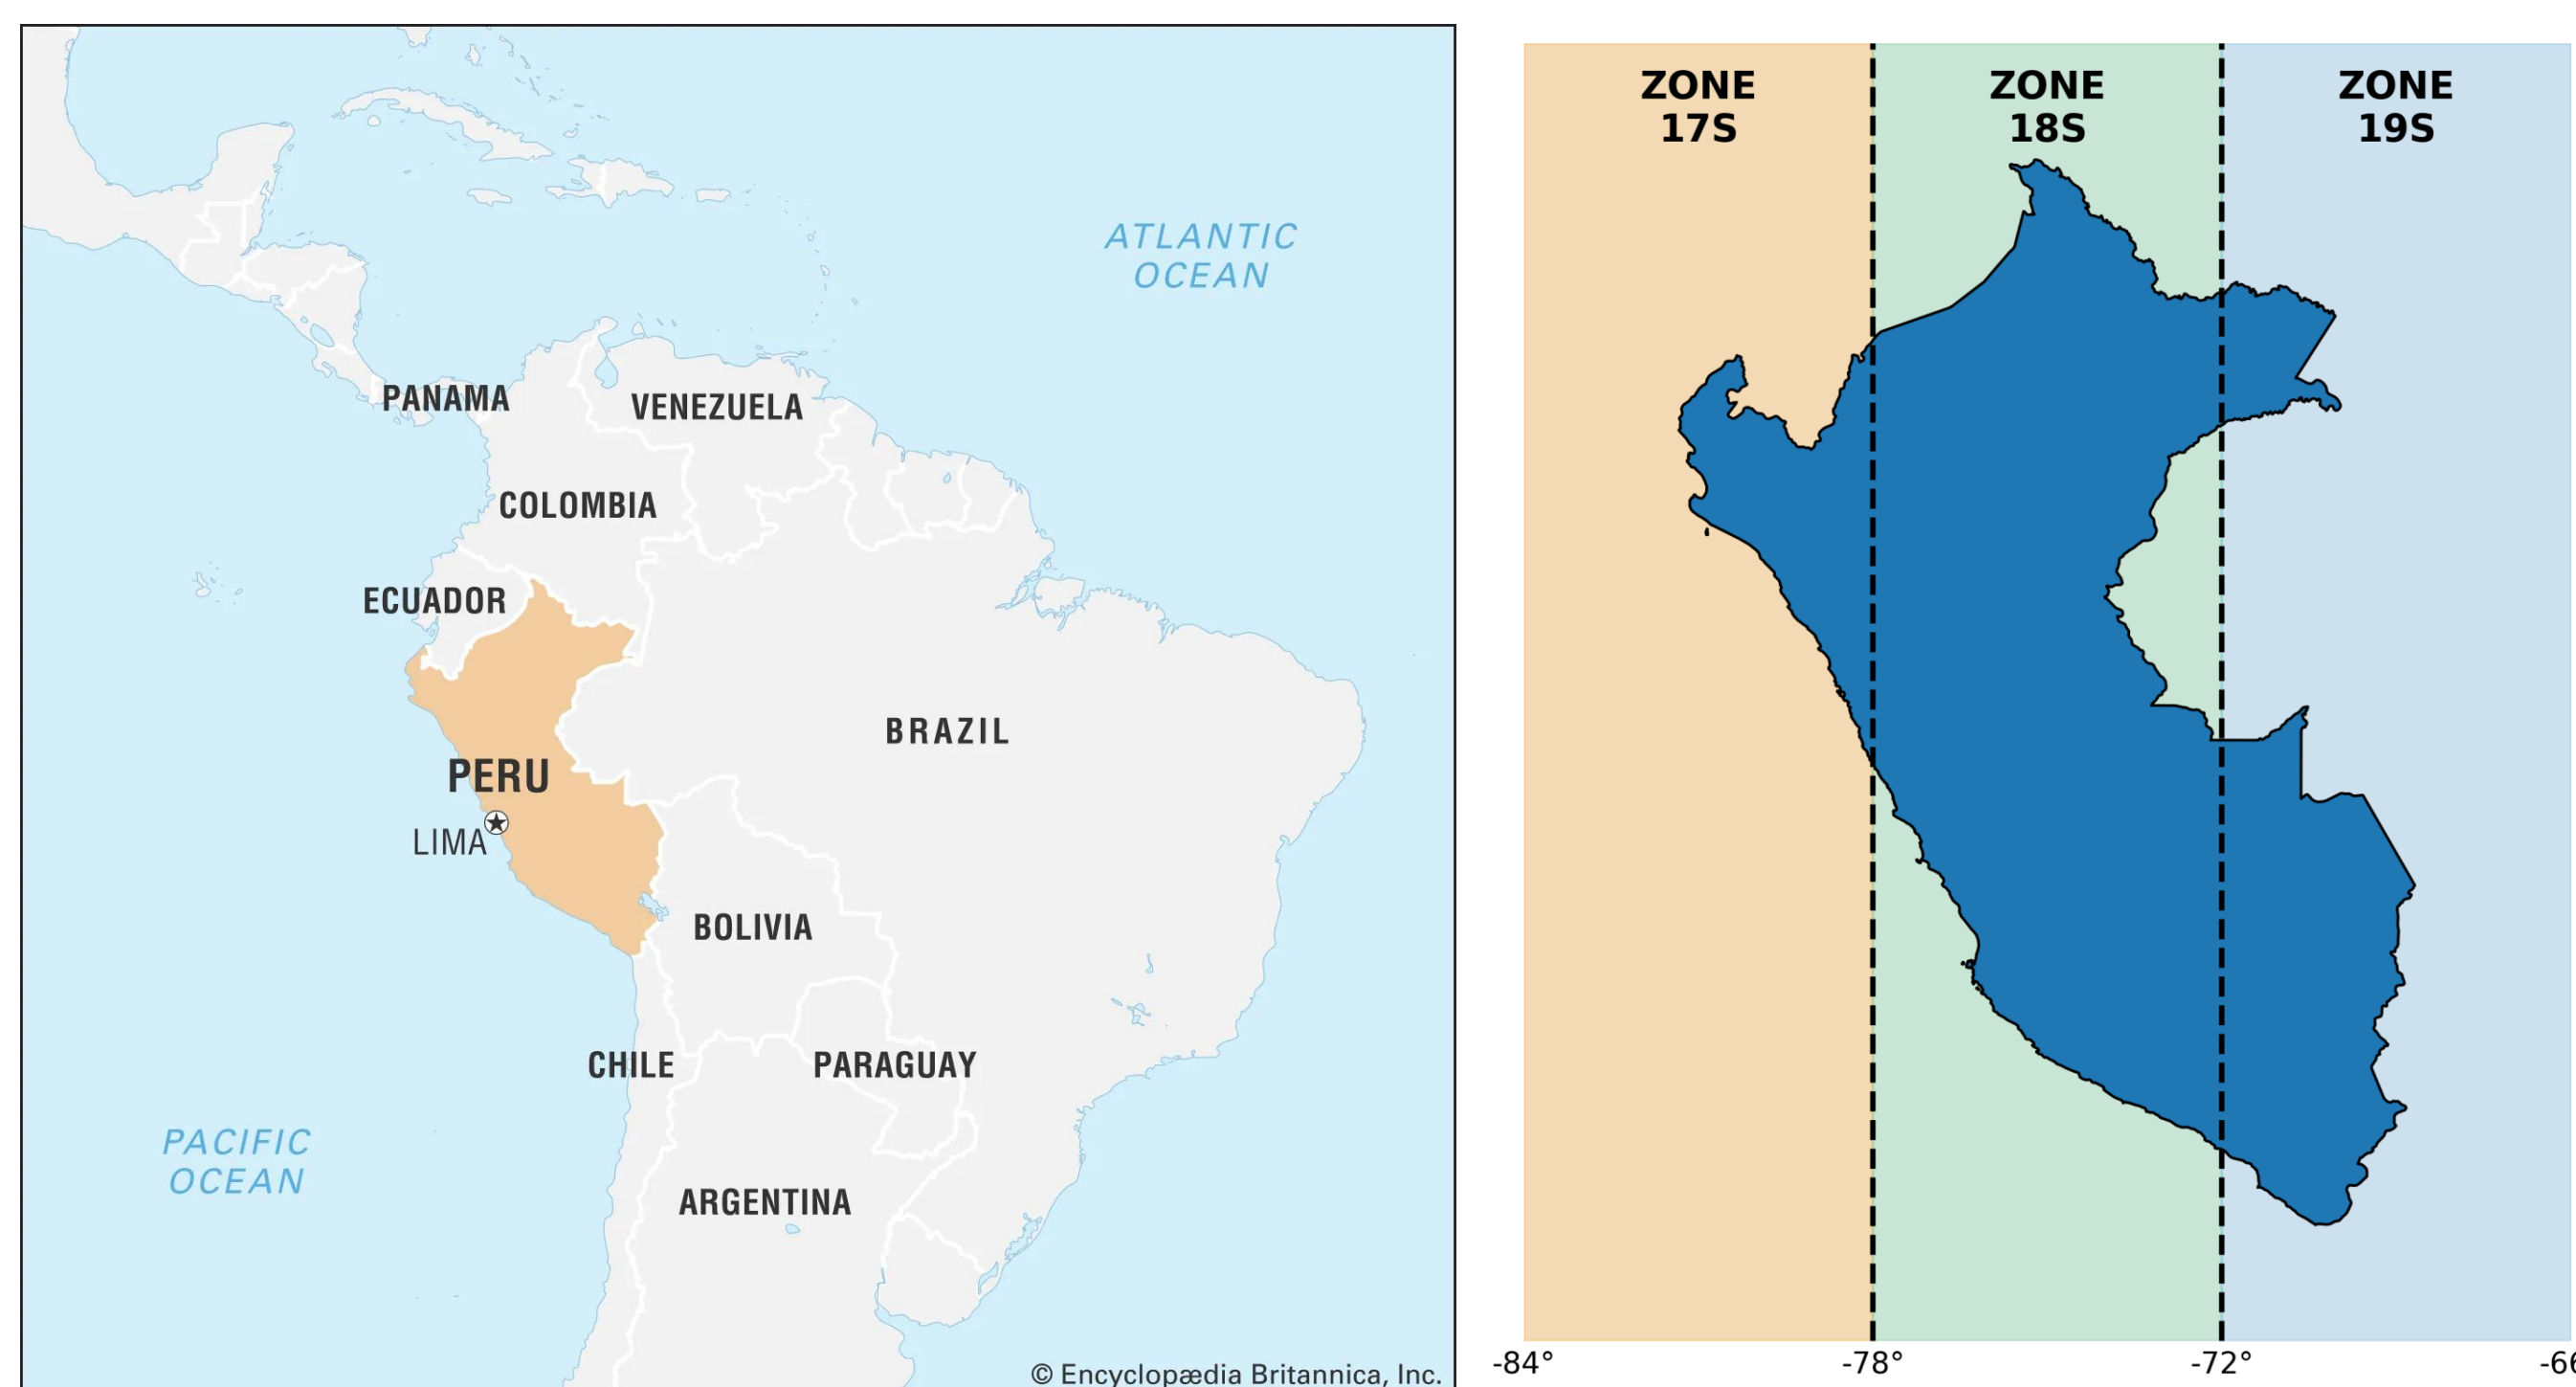 ATLANTIC
OCEAN
PANAMA
VENEZUELA
COLOMBIA
ECUADOR
BRAZIL
PERU
LIMA
BOLIVIA
CHILE
PARAGUAY
PACIFIC
OCEAN
ARGENTINA
© Encyclopædia Britannica, Inc.
ZONE
17S
ZONE
18S
ZONE
19S
-84°
-78°
-72°